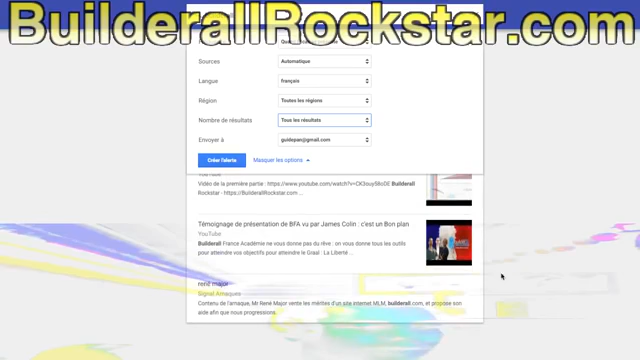 BuilderallRockstar.com
Sources
Automatique
Langue
français
Région
Toutes les régions
Nombre de résultats
Tous les résultats
Envoyer à
guidepan@gmail.com
Créer l'alerte
Masquer les options
YouTube
Vidéo de la première partie : https://www.youtube.com/watch?v=CK3ouy58oDE Builderall
Rockstar - https://BuilderallRockstar.com ...
Témoignage de présentation de BFA vu par James Colin : c'est un Bon plan
YouTube
Builderall France Académie ne vous donne pas du rêve : on vous donne tous les outils
pour atteindre vos objectifs pour atteindre le Graal : La Liberté ...
rené major
Signal Arnaques
Contenu de l'arnaque, Mr René Major vente les mérites d'un site internet MLM, builderall.com, et propose son
aide afin que nous progressions.